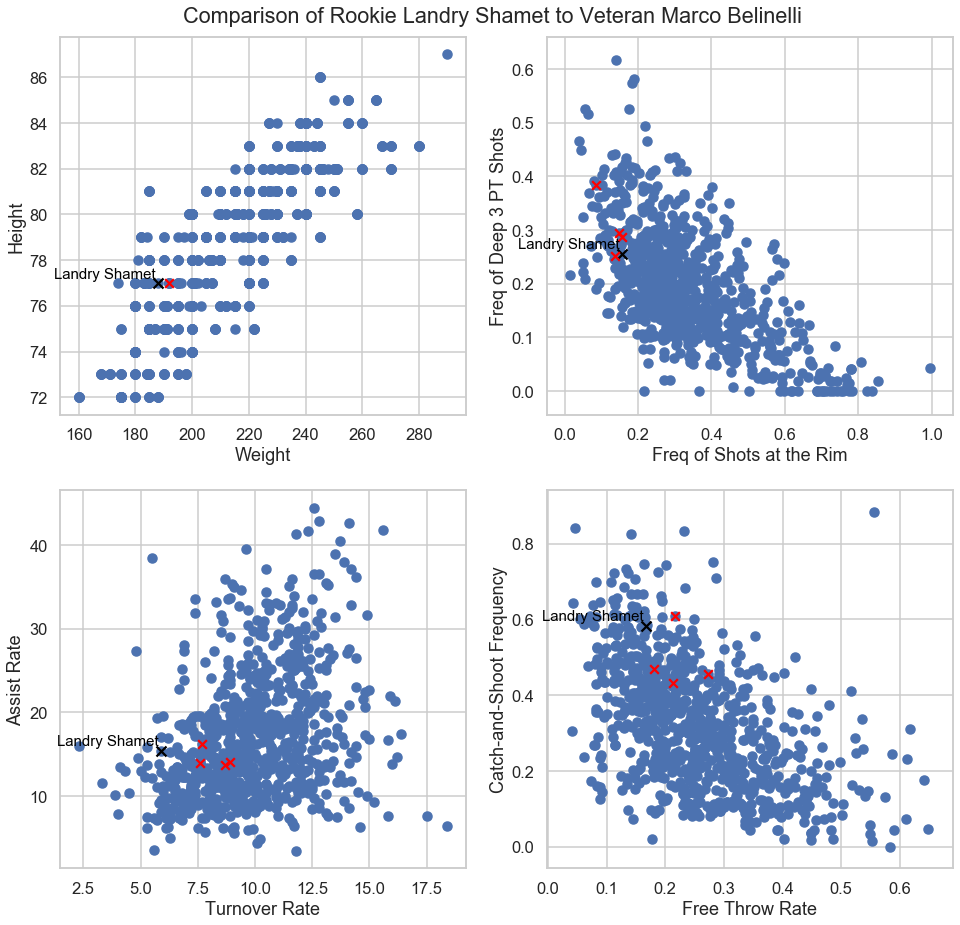 Comparison of Rookie Landry Shamet to Veteran Marco Belinelli
Height
86
84
82
80
78
76
74
72
Landry Shamet
160 180 200 220 240 260 280
Weight
Freq of Deep 3 PT Shots
0.6
0.5
0.4
0.3
0.2
0.1
0.0
Landry Shamet
0.0 0.2 0.4 0.6 0.8 1.0
Freq of Shots at the Rim
Assist Rate
40
30
20
10
Landry Shamet
2.5 5.0 7.5 10.0 12.5 15.0 17.5
Turnover Rate
Catch-and-Shoot Frequency
0.8
0.6
0.4
0.2
0.0
Landry Shamet
0.0 0.1 0.2 0.3 0.4 0.5 0.6
Free Throw Rate